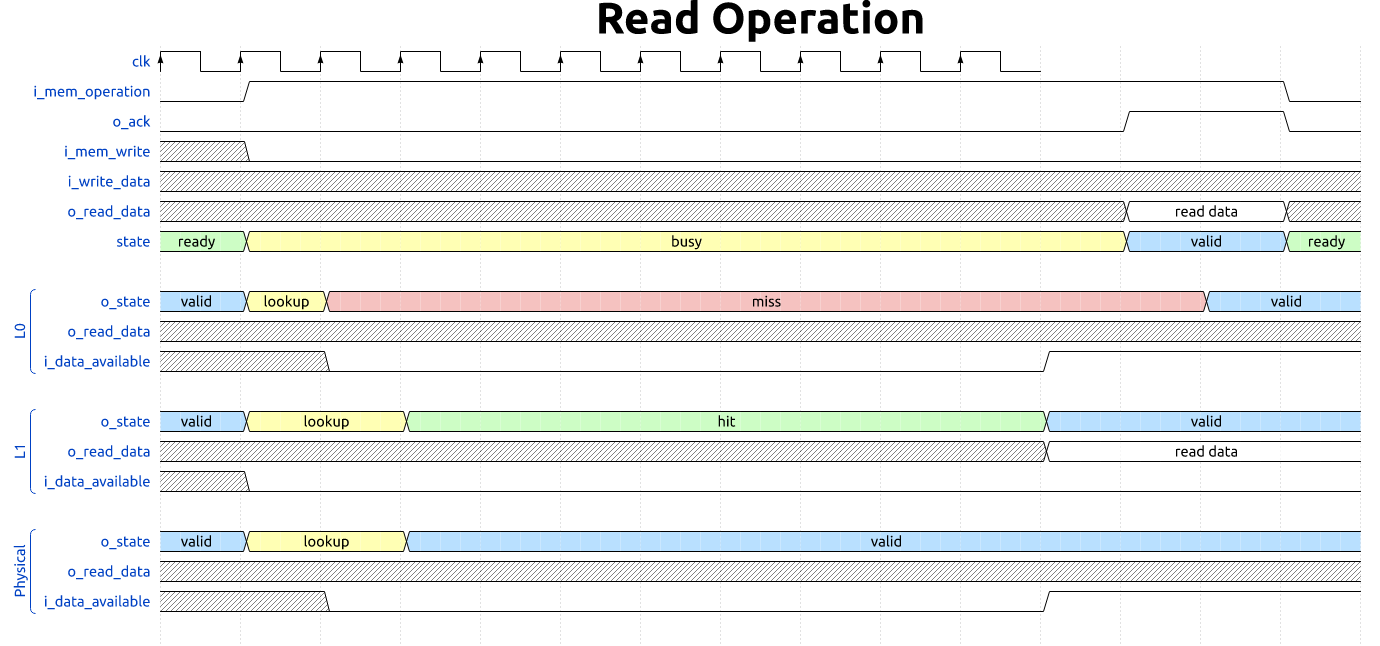 Read Operation
clk
i_mem_operation
o_ack
i_mem_write
i_write_data
o_read_data read data
state ready busy valid ready
L0
o_state valid lookup miss valid
o_read_data
i_data_available
L1
o_state valid lookup hit valid
o_read_data read data
i_data_available
Physical
o_state valid lookup valid
o_read_data
i_data_available